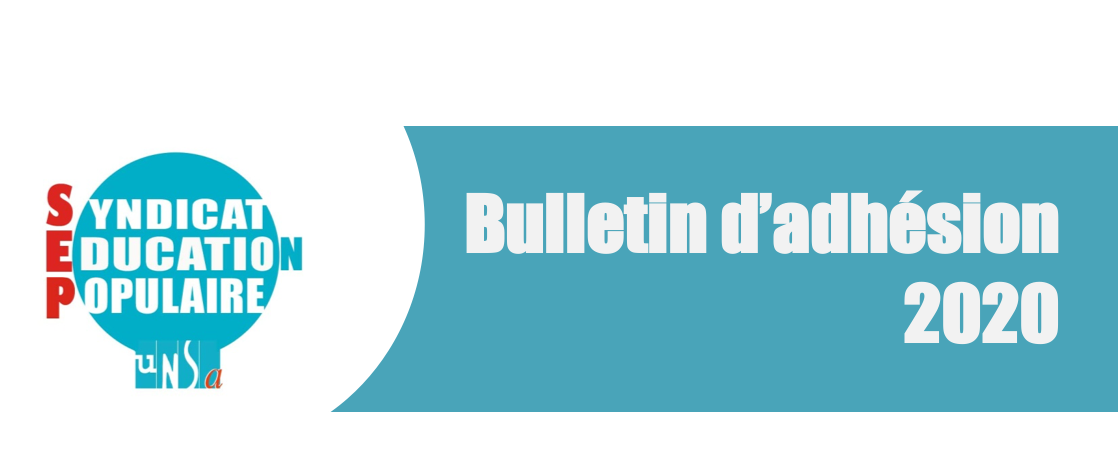 SYNDICAT
EDUCATION
POPULAIRE
uNSa
Bulletin d’adhésion
2020